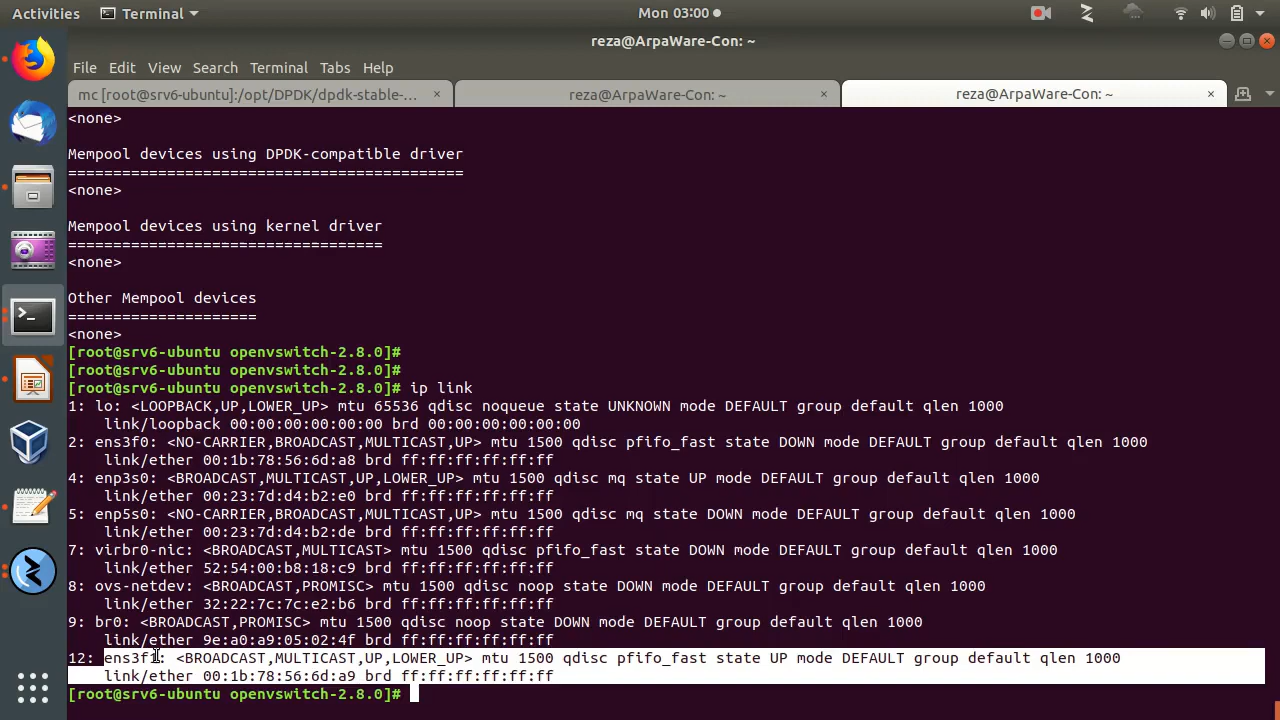 Activities
Terminal
Mon 03:00
reza@ArpaWare-Con: ~
File Edit View Search Terminal Tabs Help
mc [root@srv6-ubuntu]:/opt/DPDK/dpdk-stable-...
reza@ArpaWare-Con: ~
reza@ArpaWare-Con: ~
<none>
Mempool devices using DPDK-compatible driver
============================================
<none>
Mempool devices using kernel driver
===================================
<none>
Other Mempool devices
=====================
<none>
[root@srv6-ubuntu openvswitch-2.8.0]#
[root@srv6-ubuntu openvswitch-2.8.0]#
[root@srv6-ubuntu openvswitch-2.8.0]# ip link
1: lo: <LOOPBACK,UP,LOWER_UP> mtu 65536 qdisc noqueue state UNKNOWN mode DEFAULT group default qlen 1000
link/loopback 00:00:00:00:00:00 brd 00:00:00:00:00:00
2: ens3f0: <NO-CARRIER,BROADCAST,MULTICAST,UP> mtu 1500 qdisc pfifo_fast state DOWN mode DEFAULT group default qlen 1000
link/ether 00:1b:78:56:6d:a8 brd ff:ff:ff:ff:ff:ff
4: enp3s0: <BROADCAST,MULTICAST,UP,LOWER_UP> mtu 1500 qdisc mq state UP mode DEFAULT group default qlen 1000
link/ether 00:23:7d:d4:b2:e0 brd ff:ff:ff:ff:ff:ff
5: enp5s0: <NO-CARRIER,BROADCAST,MULTICAST,UP> mtu 1500 qdisc mq state DOWN mode DEFAULT group default qlen 1000
link/ether 00:23:7d:d4:b2:de brd ff:ff:ff:ff:ff:ff
7: virbr0-nic: <BROADCAST,MULTICAST> mtu 1500 qdisc pfifo_fast state DOWN mode DEFAULT group default qlen 1000
link/ether 52:54:00:b8:18:c9 brd ff:ff:ff:ff:ff:ff
8: ovs-netdev: <BROADCAST,PROMISC> mtu 1500 qdisc noop state DOWN mode DEFAULT group default qlen 1000
link/ether 32:22:7c:7c:e2:b6 brd ff:ff:ff:ff:ff:ff
9: br0: <BROADCAST,PROMISC> mtu 1500 qdisc noop state DOWN mode DEFAULT group default qlen 1000
link/ether 9e:a0:a9:05:02:4f brd ff:ff:ff:ff:ff:ff
12: ens3f1: <BROADCAST,MULTICAST,UP,LOWER_UP> mtu 1500 qdisc pfifo_fast state UP mode DEFAULT group default qlen 1000
link/ether 00:1b:78:56:6d:a9 brd ff:ff:ff:ff:ff:ff
[root@srv6-ubuntu openvswitch-2.8.0]#